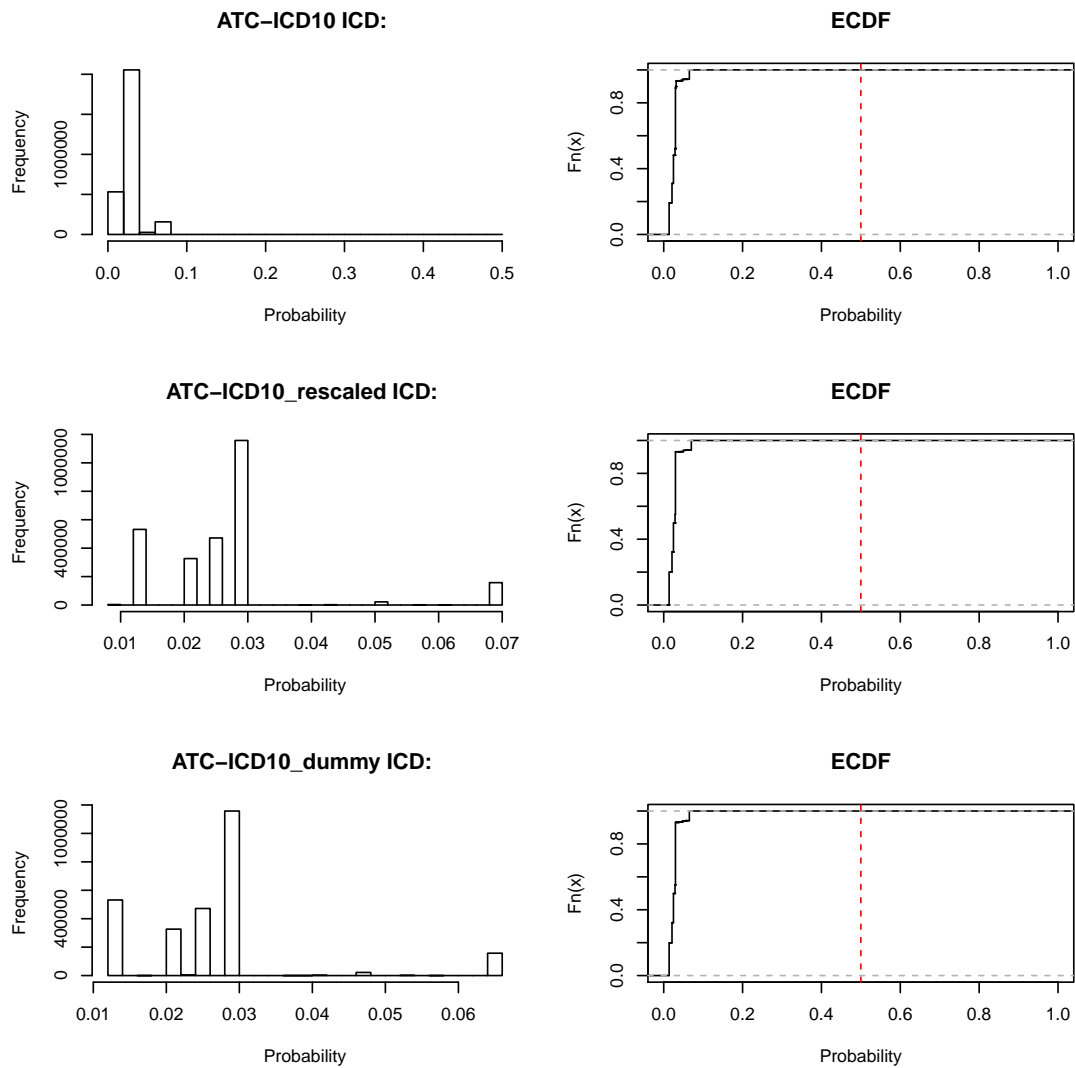 ATC−ICD10 ICD:
Frequency
0
1000000
0.0 0.1 0.2 0.3 0.4 0.5
Probability
ECDF
Fn(x)
0.0 0.4 0.8
0.0 0.2 0.4 0.6 0.8 1.0
Probability
ATC−ICD10_rescaled ICD:
Frequency
0 400000 1000000
0.01 0.02 0.03 0.04 0.05 0.06 0.07
Probability
ECDF
Fn(x)
0.0 0.4 0.8
0.0 0.2 0.4 0.6 0.8 1.0
Probability
ATC−ICD10_dummy ICD:
Frequency
0 400000 1000000
0.01 0.02 0.03 0.04 0.05 0.06
Probability
ECDF
Fn(x)
0.0 0.4 0.8
0.0 0.2 0.4 0.6 0.8 1.0
Probability